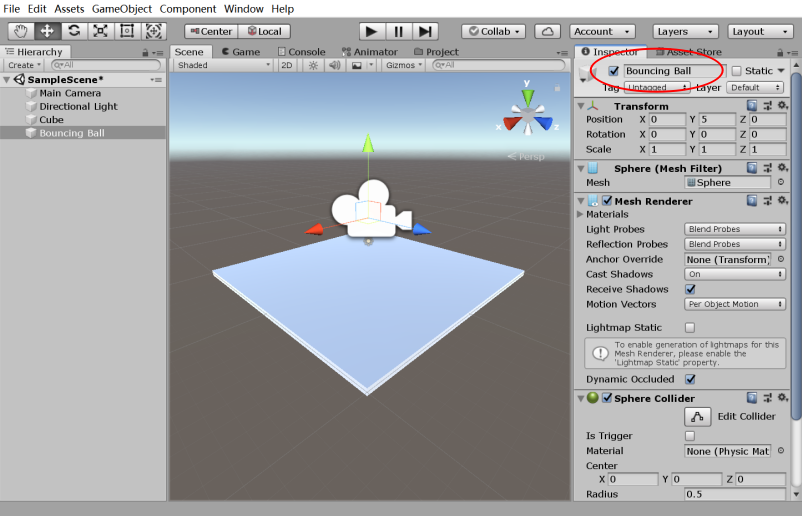 File Edit Assets GameObject Component Window Help
Center Local Collab Account Layers Layout
Hierarchy
Create All
SampleScene*
Main Camera
Directional Light
Cube
Bouncing Ball
Scene Game Console Animator Project
Shaded 2D Gizmos All
y
x z
Persp
Inspector Asset Store
Bouncing Ball Static
Tag Untagged Layer Default
Transform
Position X 0 Y 5 Z 0
Rotation X 0 Y 0 Z 0
Scale X 1 Y 1 Z 1
Sphere (Mesh Filter)
Mesh Sphere
Mesh Renderer
Materials
Light Probes Blend Probes
Reflection Probes Blend Probes
Anchor Override None (Transform)
Cast Shadows On
Receive Shadows
Motion Vectors Per Object Motion
Lightmap Static
To enable generation of lightmaps for this
Mesh Renderer, please enable the
'Lightmap Static' property.
Dynamic Occluded
Sphere Collider
Edit Collider
Is Trigger
Material None (Physic Mat
Center
X 0 Y 0 Z 0
Radius 0.5